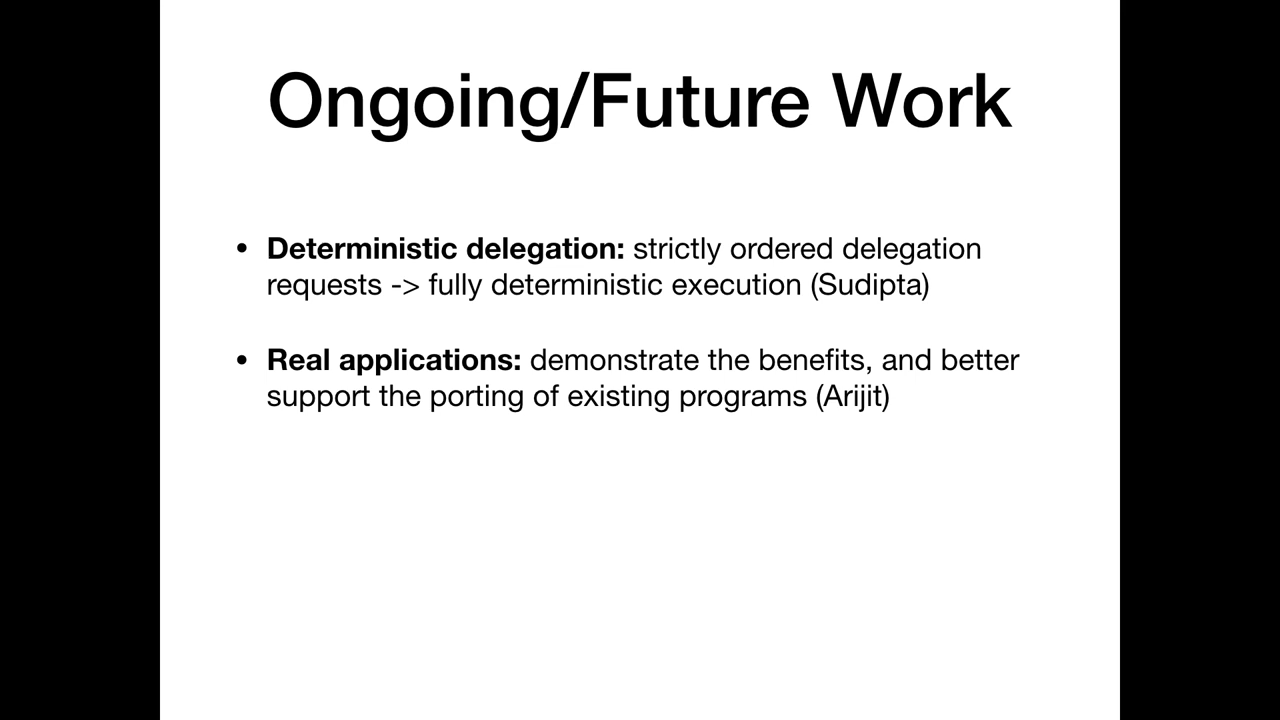 Ongoing/Future Work
• Deterministic delegation: strictly ordered delegation
requests -> fully deterministic execution (Sudipta)
• Real applications: demonstrate the benefits, and better
support the porting of existing programs (Arijit)